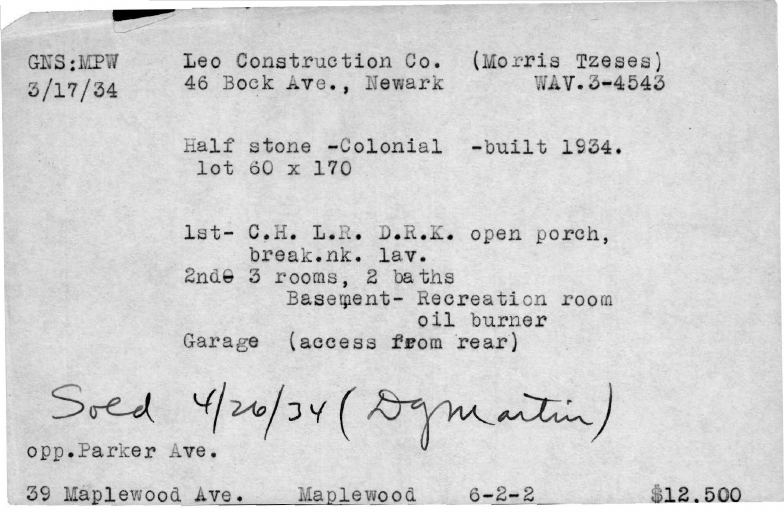 GNS:MPW Leo Construction Co. (Morris Tzeses)
3/17/34 46 Bock Ave., Newark WAV.3-4543
Half stone -Colonial -built 1934.
lot 60 x 170
1st- C.H. L.R. D.R.K. open porch,
break.nk. lav.
2nd- 3 rooms, 2 baths
Basement- Recreation room
oil burner
Garage (access from rear)
Sold 4/26/34 (DGMartin)
opp.Parker Ave.
39 Maplewood Ave. Maplewood 6-2-2 $12,500